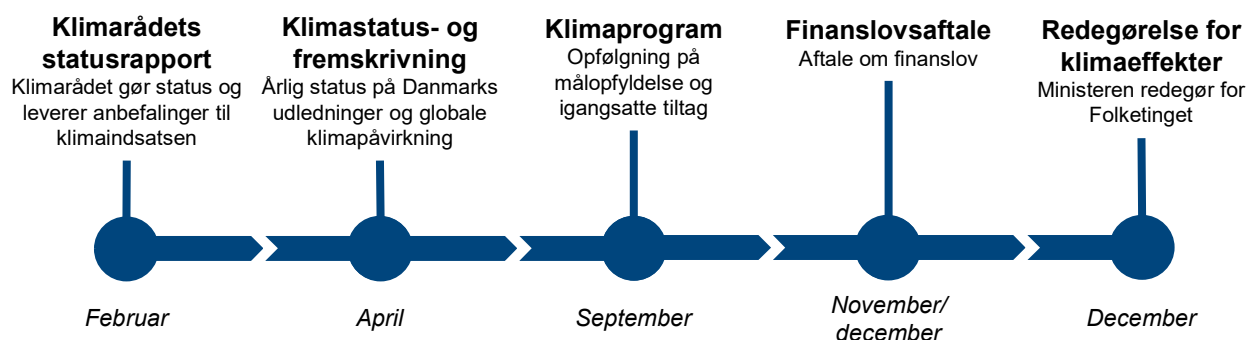 Klimarådets
statusrapport
Klimarådet gør status og
leverer anbefalinger til
klimaindsatsen
Klimastatus- og
fremskrivning
Årlig status på Danmarks
udledninger og globale
klimapåvirkning
Klimaprogram
Opfølgning på
målopfyldelse og
igangsatte tiltag
Finanslovsaftale
Aftale om finanslov
Redegørelse for
klimaeffekter
Ministeren redegør for
Folketinget
Februar
April
September
November/
december
December